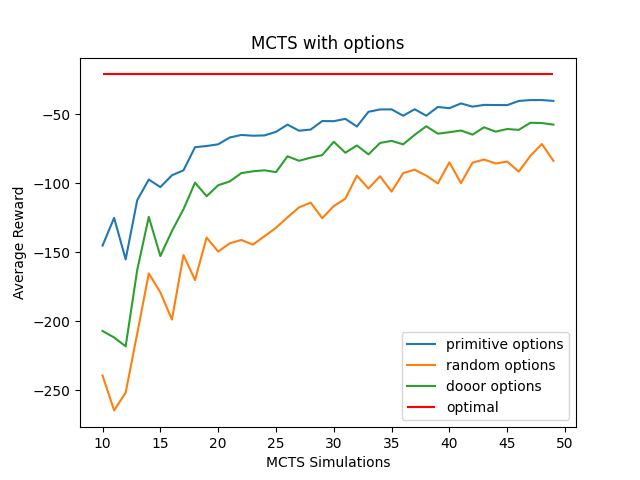 MCTS with options
Average Reward
−50
−100
−150
−200
−250
primitive options
random options
dooor options
optimal
10 15 20 25 30 35 40 45 50
MCTS Simulations